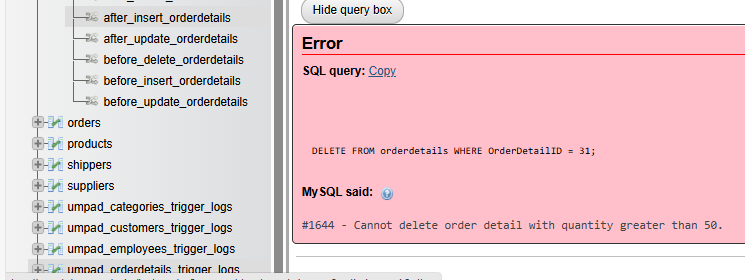 after_insert_orderdetails
after_update_orderdetails
before_delete_orderdetails
before_insert_orderdetails
before_update_orderdetails
orders
products
shippers
suppliers
umpad_categories_trigger_logs
umpad_customers_trigger_logs
umpad_employees_trigger_logs
umpad_orderdetails_trigger_logs
Hide query box
Error
SQL query: Copy
DELETE FROM orderdetails WHERE OrderDetailID = 31;
MySQL said:
#1644 - Cannot delete order detail with quantity greater than 50.